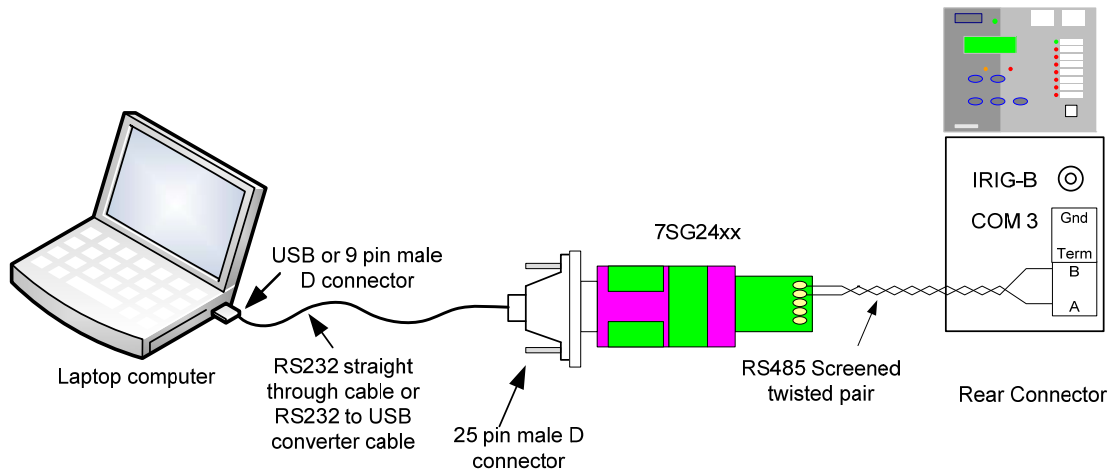 IRIG-B
COM 3
Gnd
Term
B
A
7SG24xx
USB or 9 pin male
D connector
Laptop computer
RS232 straight
through cable or
RS232 to USB
converter cable
25 pin male D
connector
RS485 Screened
twisted pair
Rear Connector